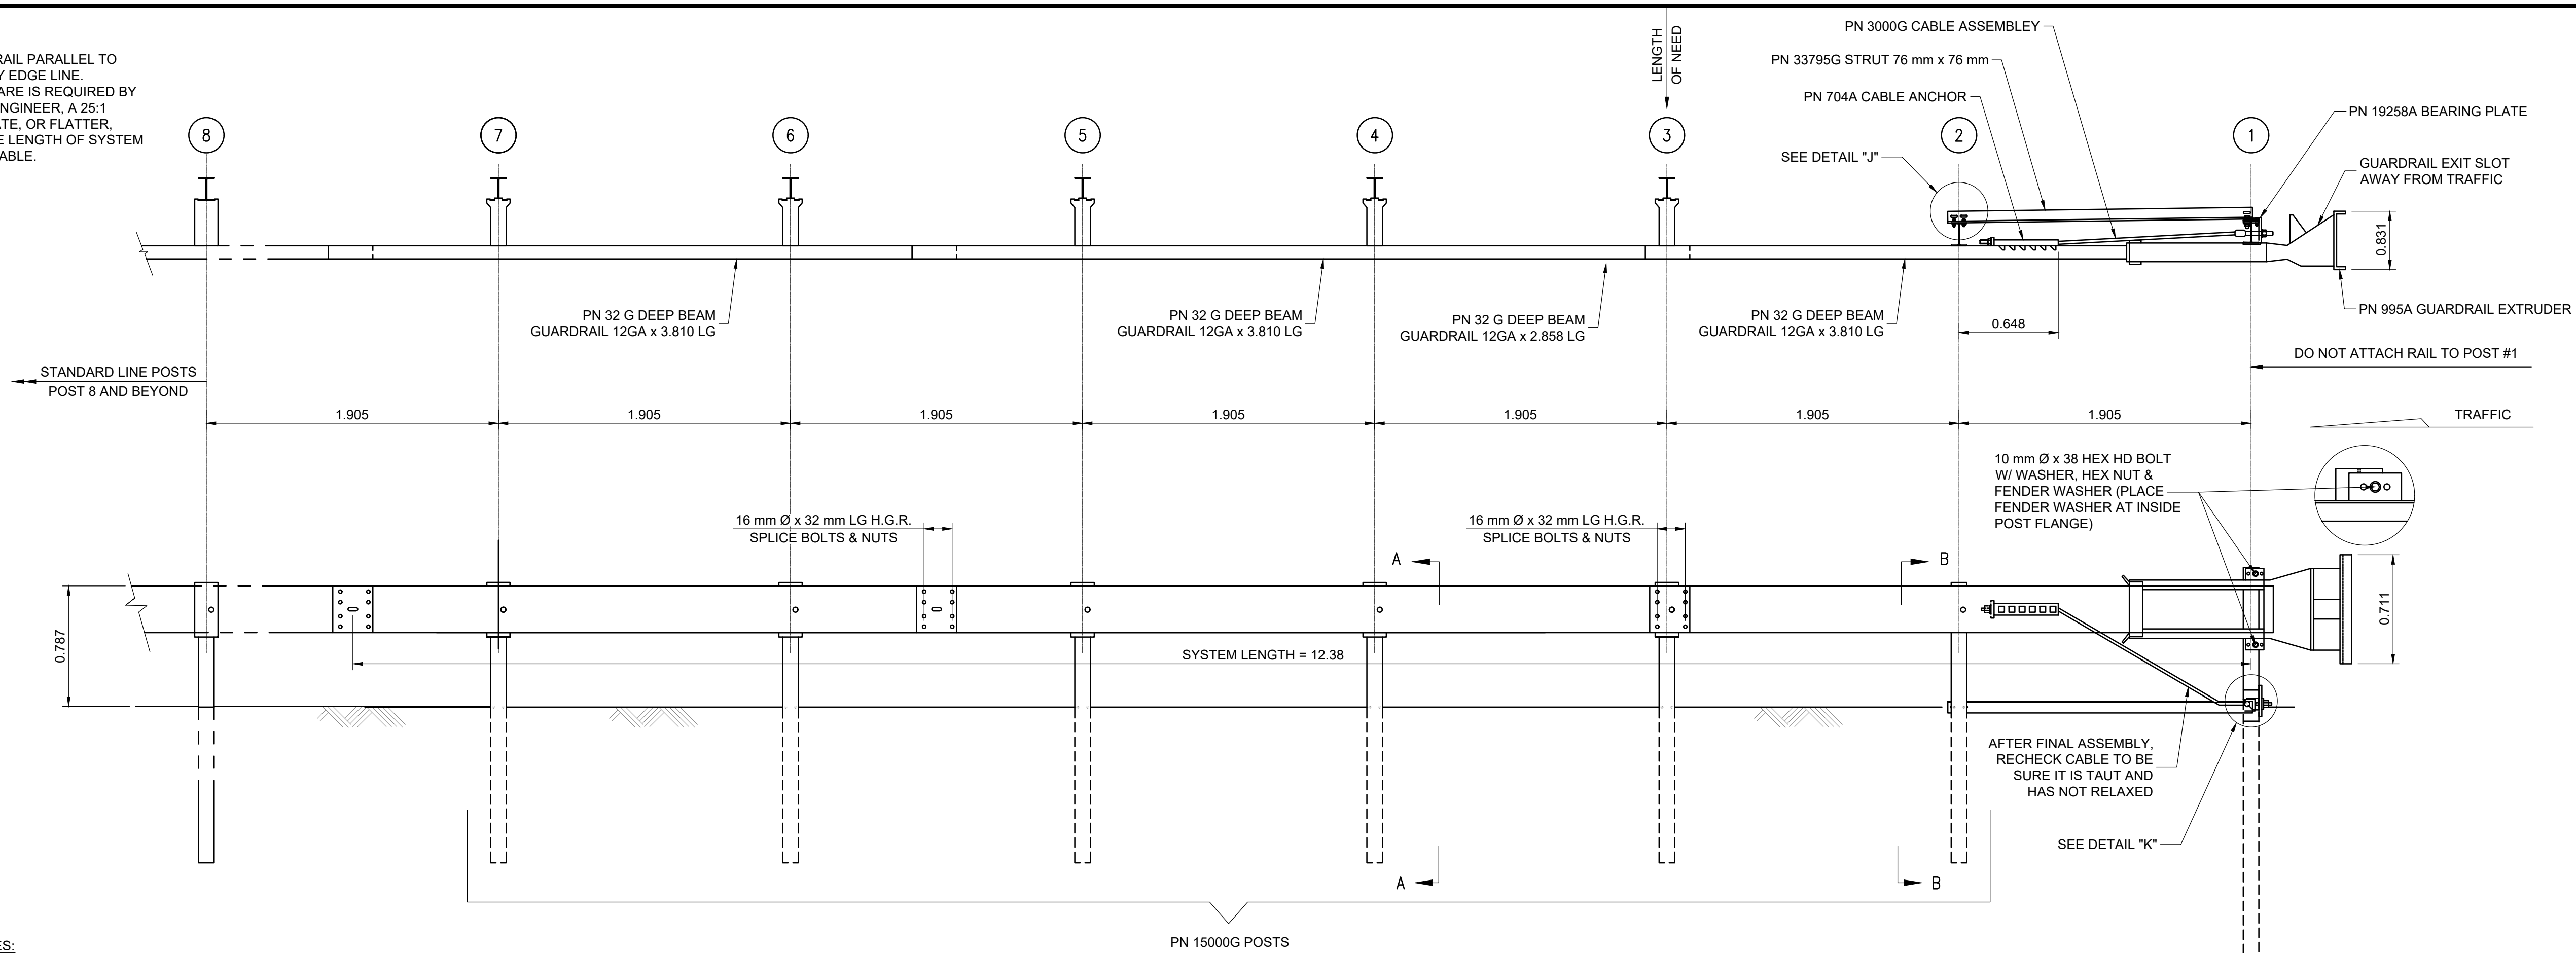 RAIL PARALLEL TO
Y EDGE LINE.
ARE IS REQUIRED BY
NGINEER, A 25:1
ATE, OR FLATTER,
E LENGTH OF SYSTEM
ABLE.
LENGTH
OF NEED
PN 3000G CABLE ASSEMBLEY
PN 33795G STRUT 76 mm x 76 mm
PN 704A CABLE ANCHOR
PN 19258A BEARING PLATE
8
7
6
5
4
3
2
1
SEE DETAIL "J"
GUARDRAIL EXIT SLOT
AWAY FROM TRAFFIC
0.831
PN 32 G DEEP BEAM
GUARDRAIL 12GA x 3.810 LG
PN 32 G DEEP BEAM
GUARDRAIL 12GA x 3.810 LG
PN 32 G DEEP BEAM
GUARDRAIL 12GA x 2.858 LG
PN 32 G DEEP BEAM
GUARDRAIL 12GA x 3.810 LG
0.648
PN 995A GUARDRAIL EXTRUDER
DO NOT ATTACH RAIL TO POST #1
STANDARD LINE POSTS
POST 8 AND BEYOND
1.905
1.905
1.905
1.905
1.905
1.905
1.905
TRAFFIC
10 mm Ø x 38 HEX HD BOLT
W/ WASHER, HEX NUT &
FENDER WASHER (PLACE
FENDER WASHER AT INSIDE
POST FLANGE)
16 mm Ø x 32 mm LG H.G.R.
SPLICE BOLTS & NUTS
16 mm Ø x 32 mm LG H.G.R.
SPLICE BOLTS & NUTS
A
B
0.787
0.711
SYSTEM LENGTH = 12.38
AFTER FINAL ASSEMBLY,
RECHECK CABLE TO BE
SURE IT IS TAUT AND
HAS NOT RELAXED
SEE DETAIL "K"
A
B
PN 15000G POSTS
ES: